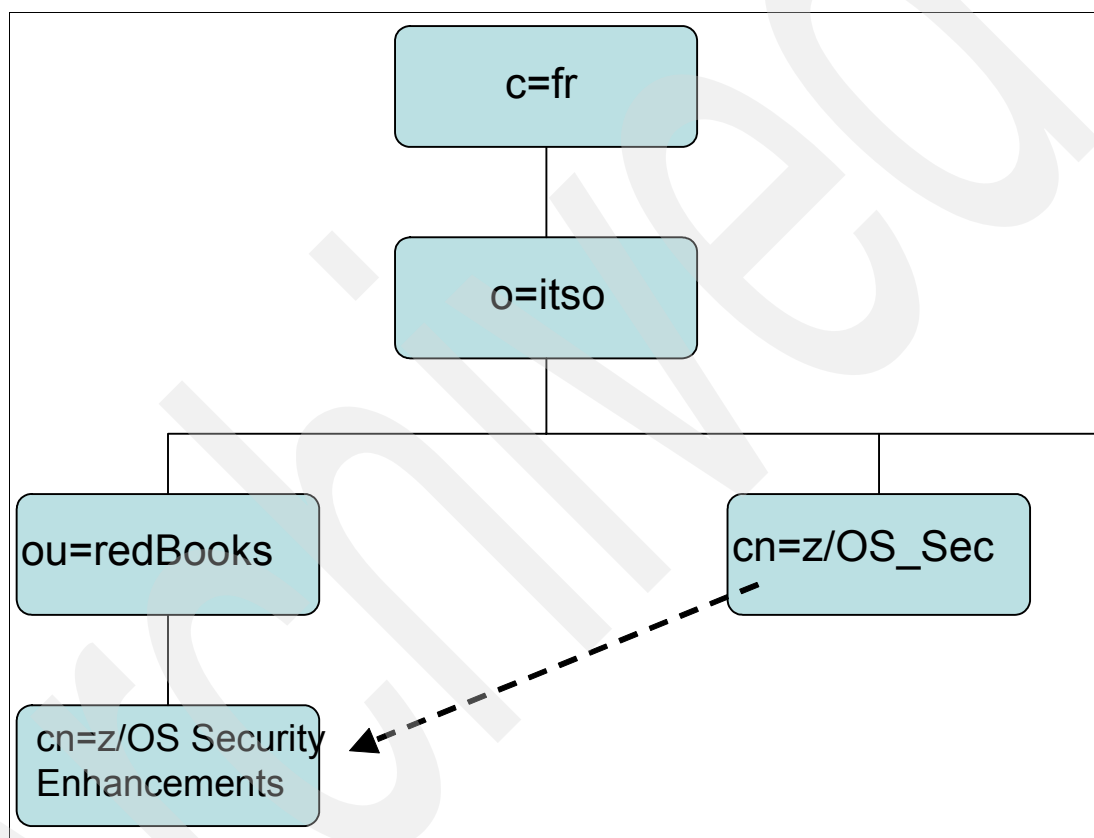 c=fr
o=itso
ou=redBooks
cn=z/OS_Sec
cn=z/OS Security
Enhancements